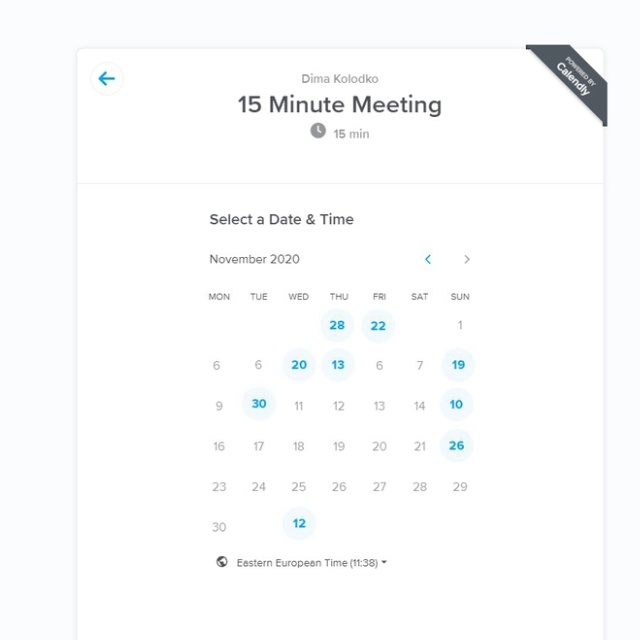 Dima Kolodko
15 Minute Meeting
15 min
POWERED BY
Calendly
Select a Date & Time
November 2020
MON TUE WED THU FRI SAT SUN
28 22 1
6 6 20 13 6 7 19
9 30 11 12 13 14 10
16 17 18 19 20 21 26
23 24 25 26 27 28 29
30 12
Eastern European Time (11:38)